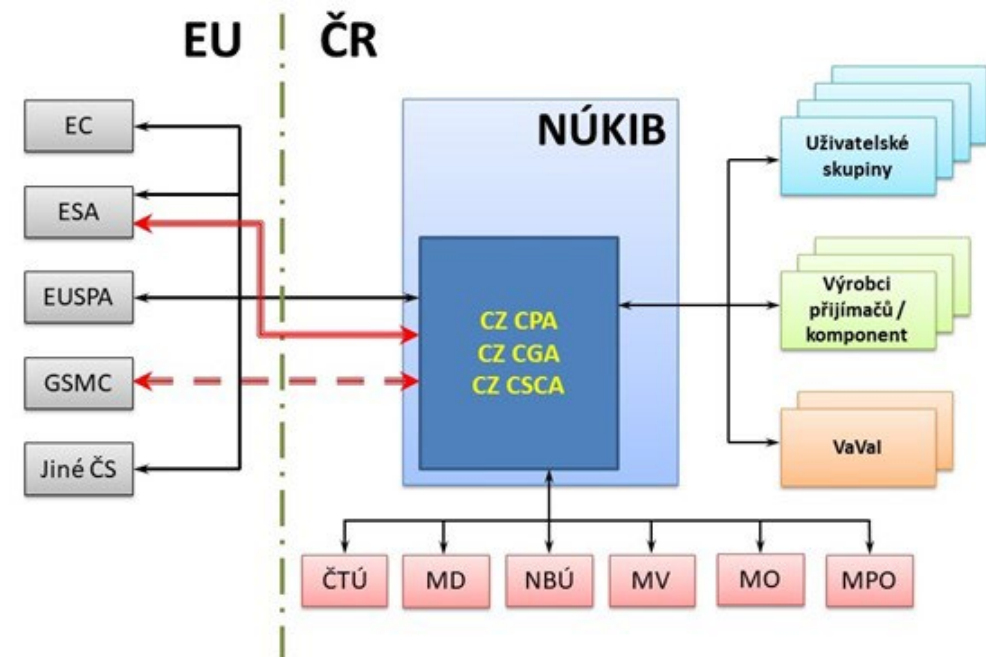 EU
ČR
EC
ESA
EUSPA
GSMC
Jiné ČS
NÚKIB
CZ CPA
CZ CGA
CZ CSCA
Uživatelské
skupiny
Výrobci
přijímačů /
komponent
VaVaI
ČTÚ
MD
NBÚ
MV
MO
MPO